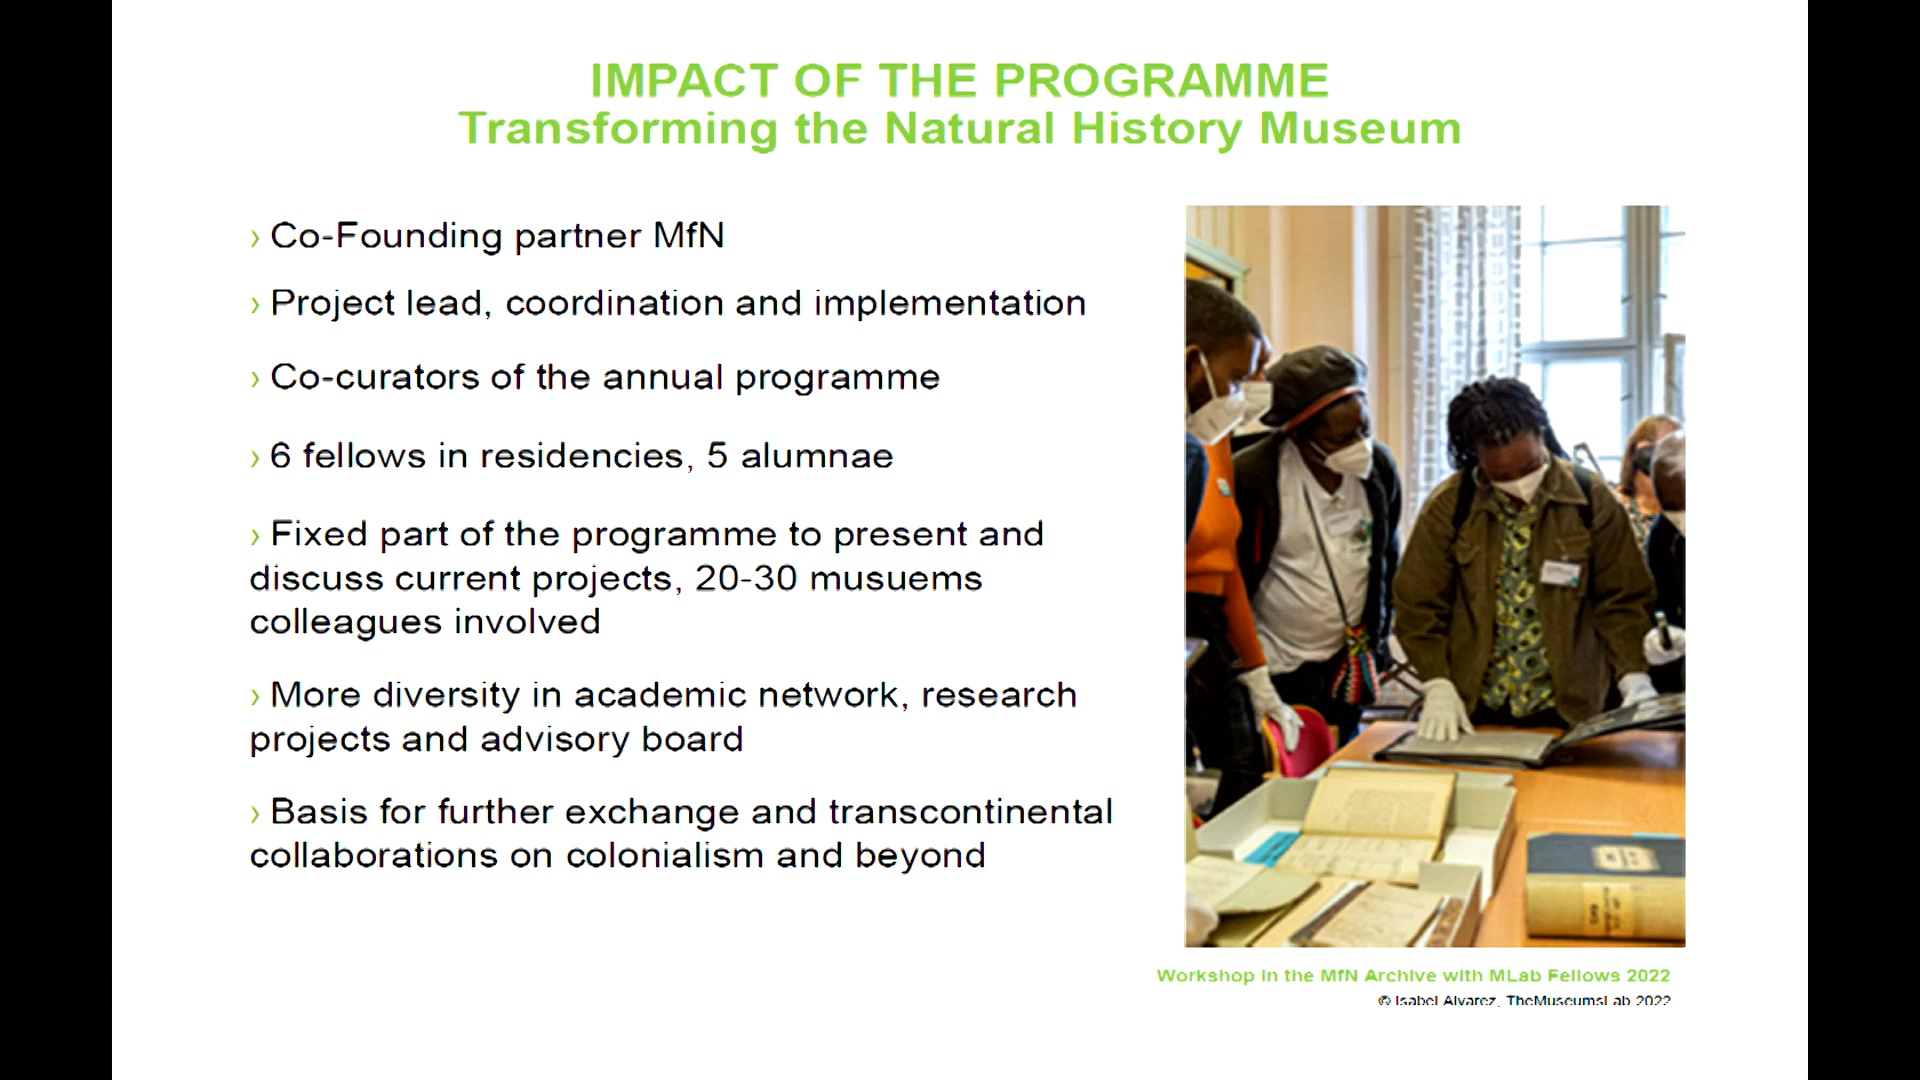 IMPACT OF THE PROGRAMME
Transforming the Natural History Museum
› Co-Founding partner MfN
› Project lead, coordination and implementation
› Co-curators of the annual programme
› 6 fellows in residencies, 5 alumnae
› Fixed part of the programme to present and
discuss current projects, 20-30 musuems
colleagues involved
› More diversity in academic network, research
projects and advisory board
› Basis for further exchange and transcontinental
collaborations on colonialism and beyond
Workshop in the MfN Archive with MLab Fellows 2022
© Isabel Alvarez, TheMuseumsLab 2022